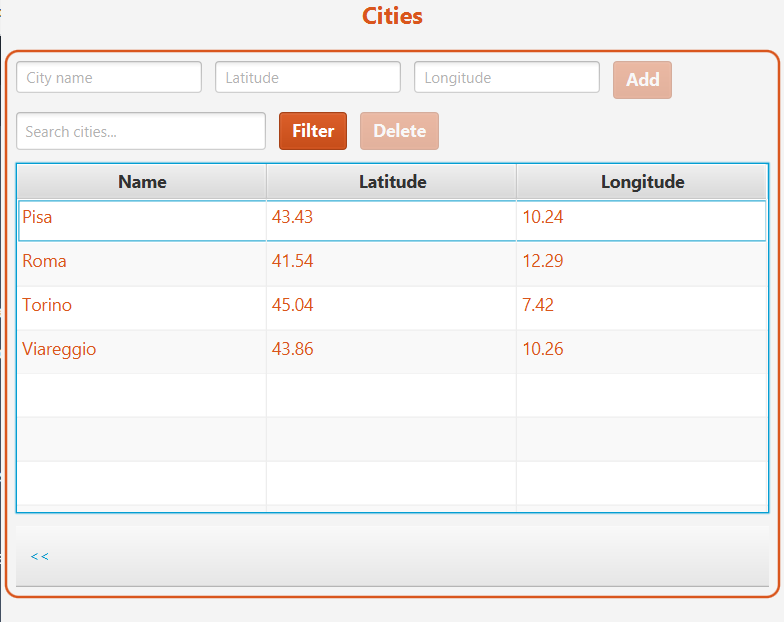 Cities
City name Latitude Longitude Add
Search cities... Filter Delete
Name Latitude Longitude
Pisa 43.43 10.24
Roma 41.54 12.29
Torino 45.04 7.42
Viareggio 43.86 10.26
<<